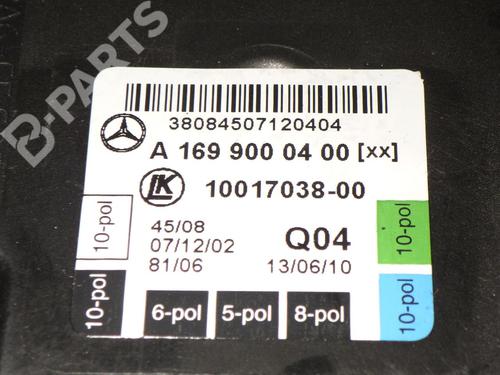 B-PARTS
38084507120404
A 169 900 04 00 [xx]
LK 10017038-00
45/08
07/12/02 Q04
81/06 13/06/10
10-pol
10-pol
10-pol
10-pol
6-pol 5-pol 8-pol